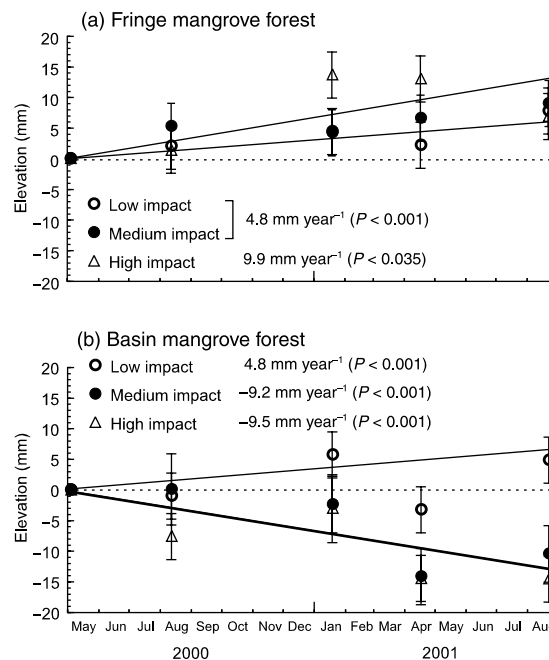 (a) Fringe mangrove forest
20
15
10
5
0
−5
−10
−15
−20
Elevation (mm)
Low impact
Medium impact
4.8 mm year⁻¹ (P < 0.001)
High impact 9.9 mm year⁻¹ (P < 0.035)
(b) Basin mangrove forest
20
15
10
5
0
−5
−10
−15
−20
Elevation (mm)
Low impact 4.8 mm year⁻¹ (P < 0.001)
Medium impact −9.2 mm year⁻¹ (P < 0.001)
High impact −9.5 mm year⁻¹ (P < 0.001)
May Jun Jul Aug Sep Oct Nov Dec Jan Feb Mar Apr May Jun Jul Au
2000 2001